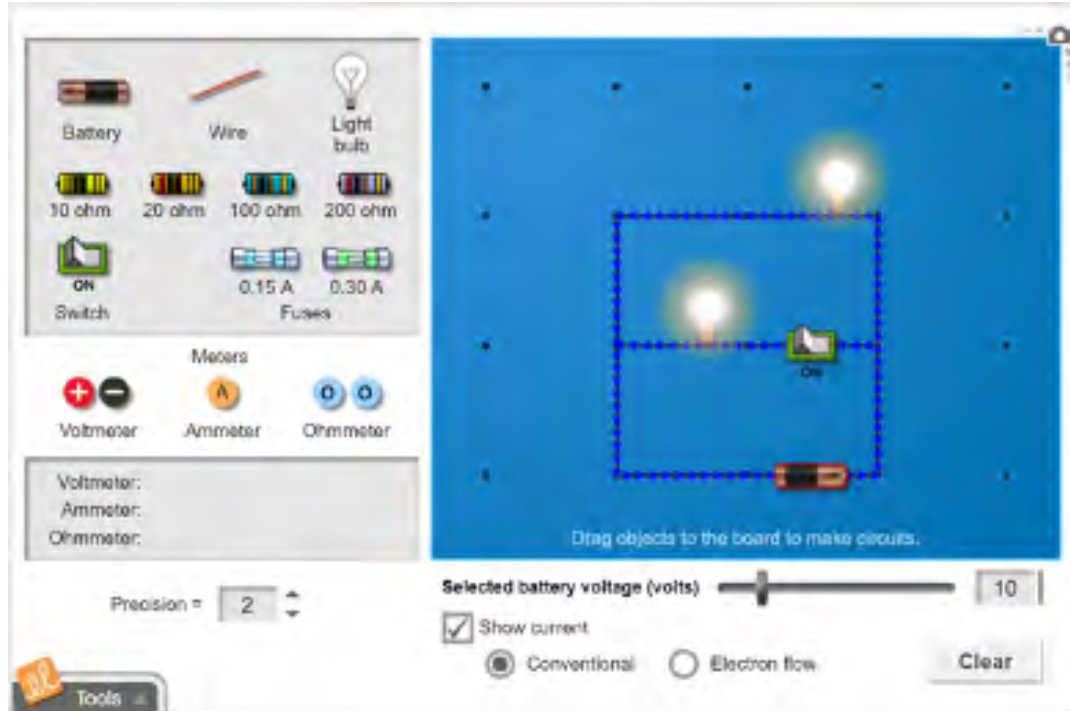 Battery
Wire
Light
bulb
10 ohm
20 ohm
100 ohm
200 ohm
ON
Switch
0.15 A
0.30 A
Fuses
Meters
+
−
A
O O
Voltmeter
Ammeter
Ohmmeter
Voltmeter:
Ammeter:
Ohmmeter:
Precision = 2
Tools
ON
Drag objects to the board to make circuits.
Selected battery voltage (volts)
10
Show current
Conventional
Electron flow
Clear